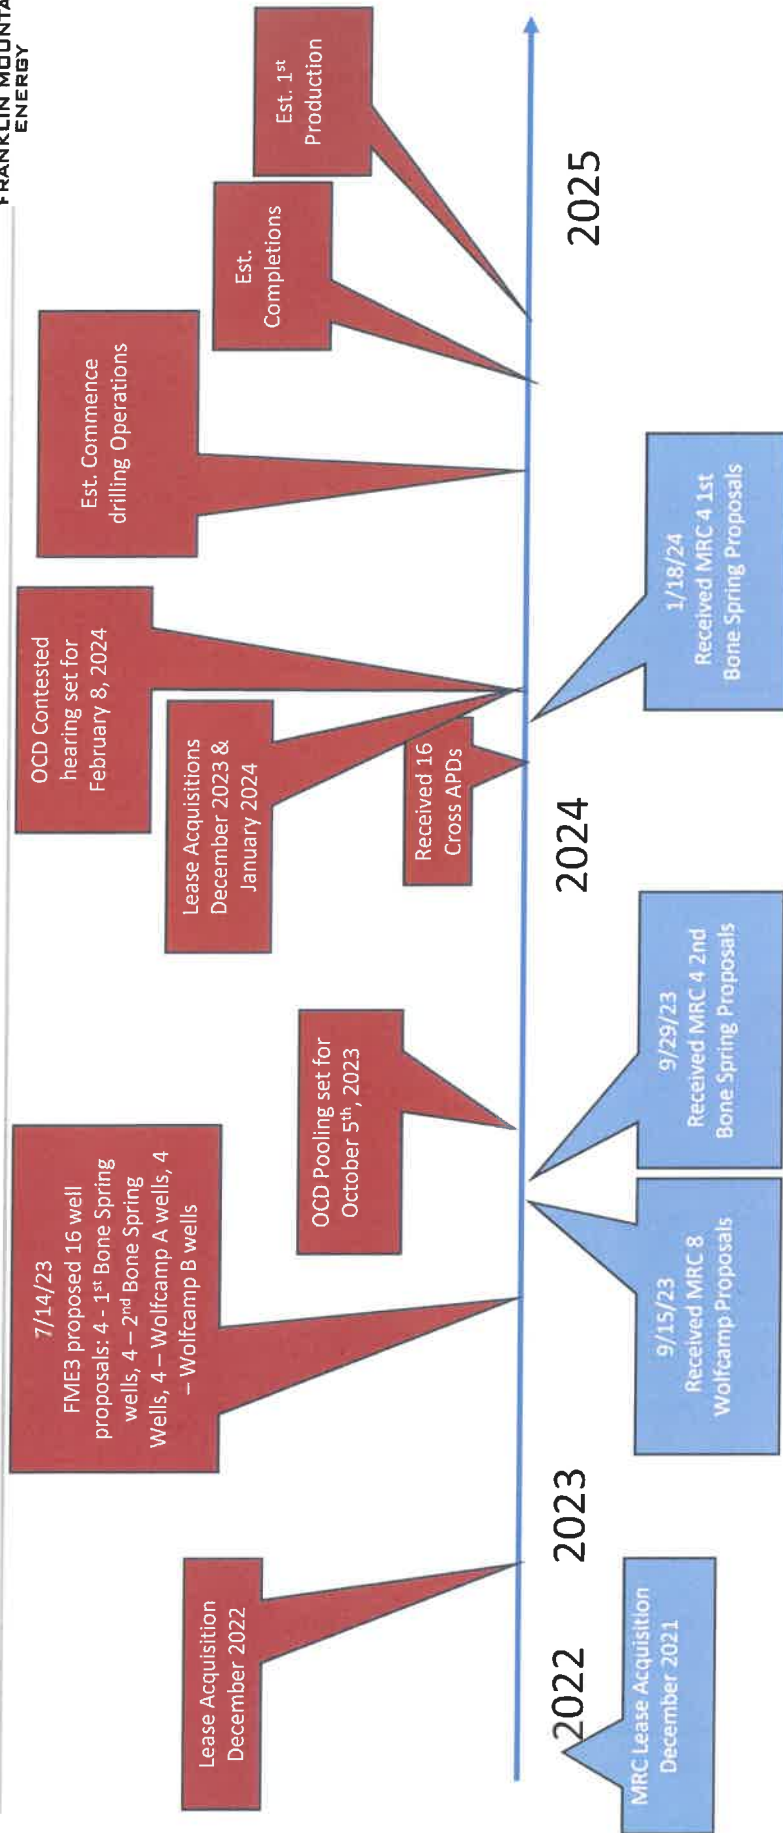 FRANKLIN MOUNTA
ENERGY
Lease Acquisition
December 2022
7/14/23
FME3 proposed 16 well
proposals: 4 - 1st Bone Spring
wells, 4 – 2nd Bone Spring
Wells, 4 – Wolfcamp A wells, 4
– Wolfcamp B wells
OCD Pooling set for
October 5th, 2023
OCD Contested
hearing set for
February 8, 2024
Lease Acquisitions
December 2023 &
January 2024
Received 16
Cross APDs
Est. Commence
drilling Operations
Est.
Completions
Est. 1st
Production
2022
2023
2024
2025
MRC Lease Acquisition
December 2021
9/15/23
Received MRC 8
Wolfcamp Proposals
9/29/23
Received MRC 4 2nd
Bone Spring Proposals
1/18/24
Received MRC 4 1st
Bone Spring Proposals